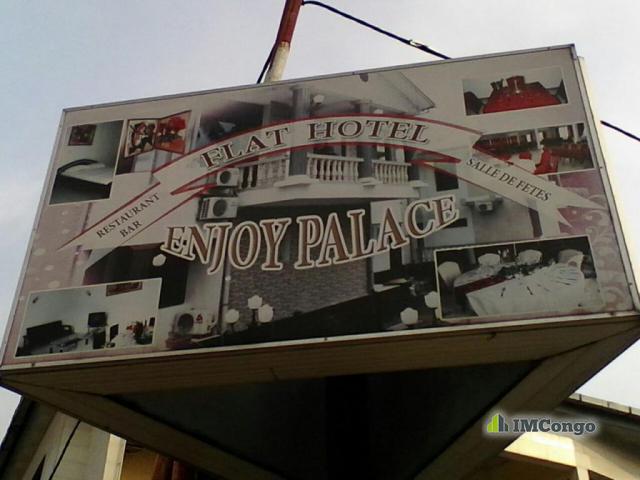 FLAT HOTEL
RESTAURANT
BAR
SALLE DE FETES
ENJOY PALACE
IMCongo